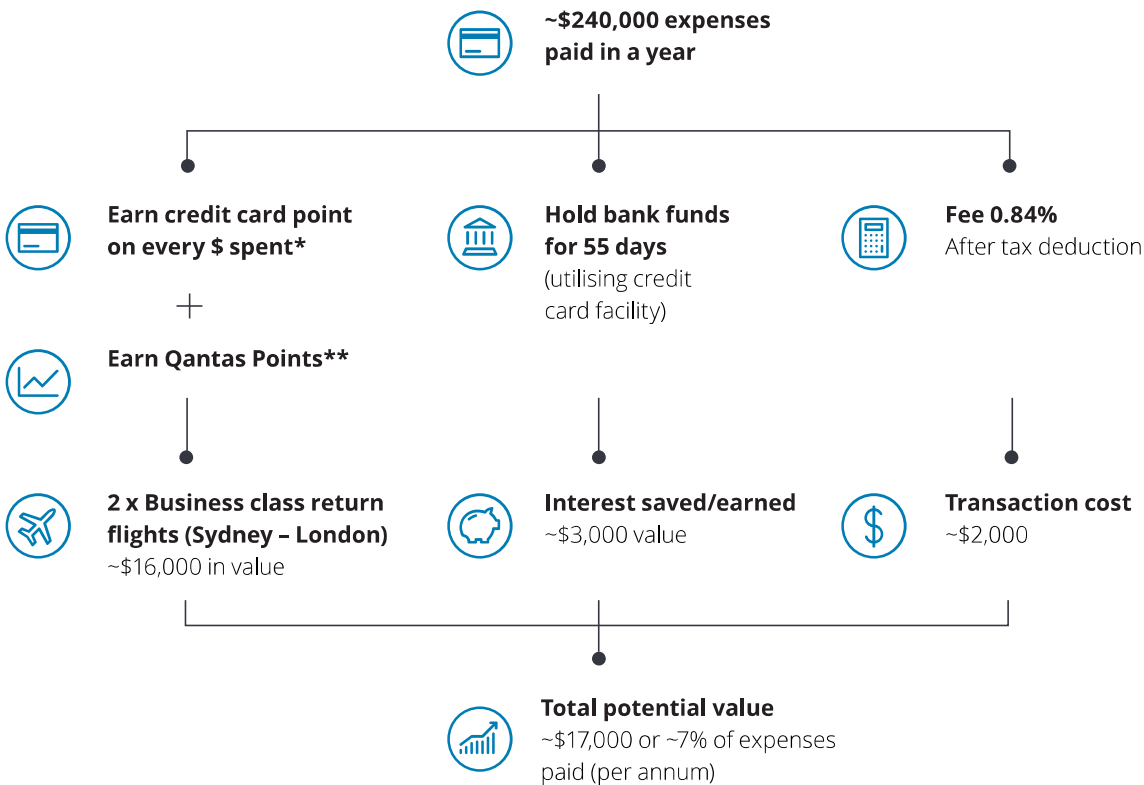 ~$240,000 expenses
paid in a year
Earn credit card point
on every $ spent*
Earn Qantas Points**
2 x Business class return
flights (Sydney – London)
~$16,000 in value
Hold bank funds
for 55 days
(utilising credit
card facility)
Interest saved/earned
~$3,000 value
Fee 0.84%
After tax deduction
$
Transaction cost
~$2,000
Total potential value
~$17,000 or ~7% of expenses
paid (per annum)